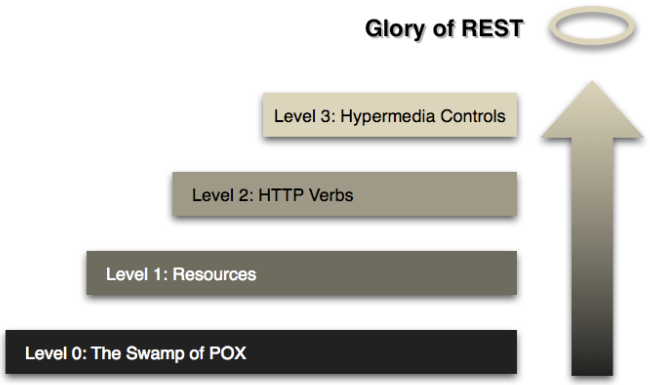 Glory of REST
Level 3: Hypermedia Controls
Level 2: HTTP Verbs
Level 1: Resources
Level 0: The Swamp of POX